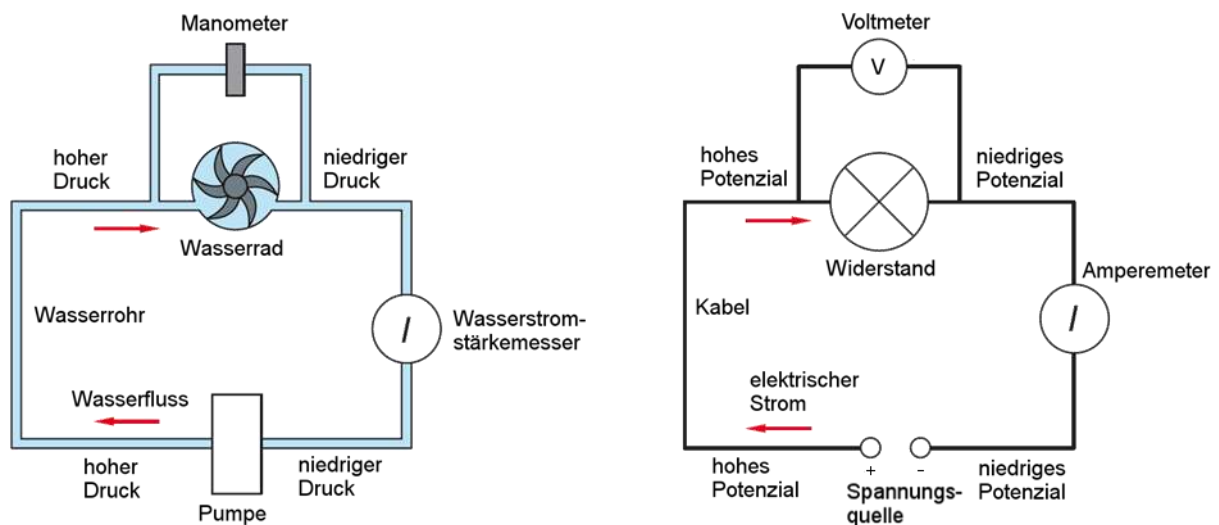 Manometer
hoher
Druck
niedriger
Druck
Wasserrad
Wasserrohr
I
Wasserstrom-
stärkemesser
Wasserfluss
hoher
Druck
niedriger
Druck
Pumpe
Voltmeter
V
hohes
Potenzial
niedriges
Potenzial
Widerstand
Amperemeter
I
Kabel
elektrischer
Strom
hohes
Potenzial
+ -
Spannungs-
quelle
niedriges
Potenzial